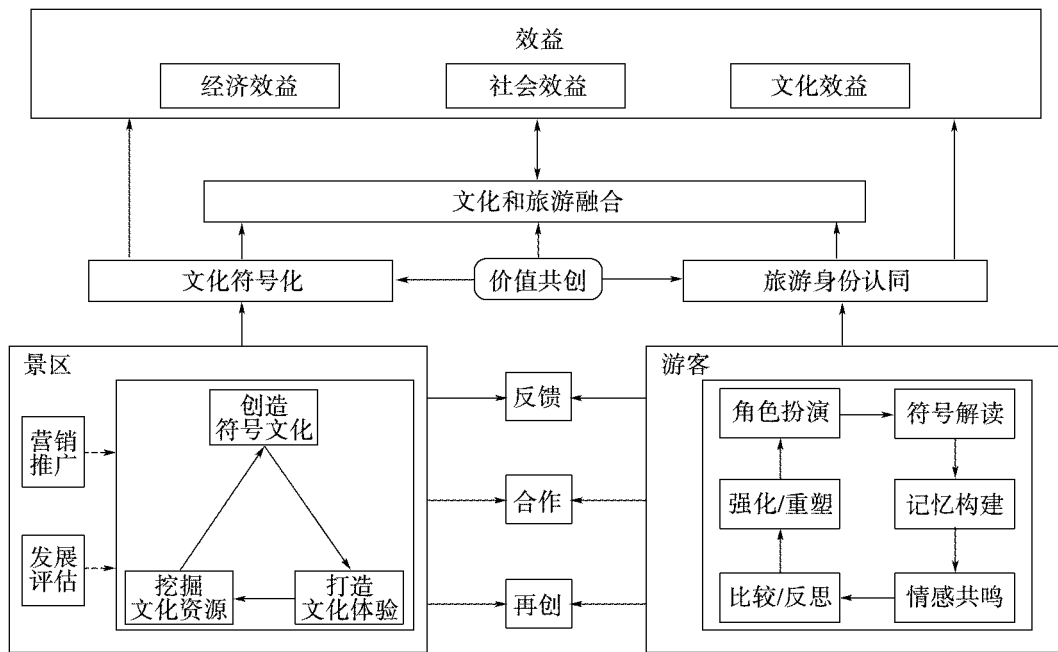 效益
经济效益
社会效益
文化效益
文化和旅游融合
文化符号化
价值共创
旅游身份认同
景区
营销
推广
发展
评估
创造
符号文化
挖掘
文化资源
打造
文化体验
反馈
合作
再创
游客
角色扮演
符号解读
强化/重塑
记忆构建
比较/反思
情感共鸣